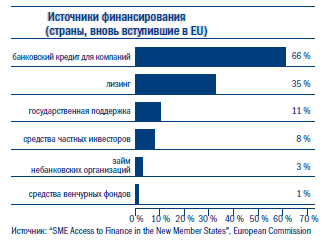 Источники финансирования
(страны, вновь вступившие в EU)
банковский кредит для компаний 66 %
лизинг 35 %
государственная поддержка 11 %
средства частных инвесторов 8 %
займ
небанковских организаций 3 %
средства венчурных фондов 1 %
0 % 10 % 20 % 30 % 40 % 50 % 60 % 70 %
Источник: “SME Access to Finance in the New Member States”, European Commission